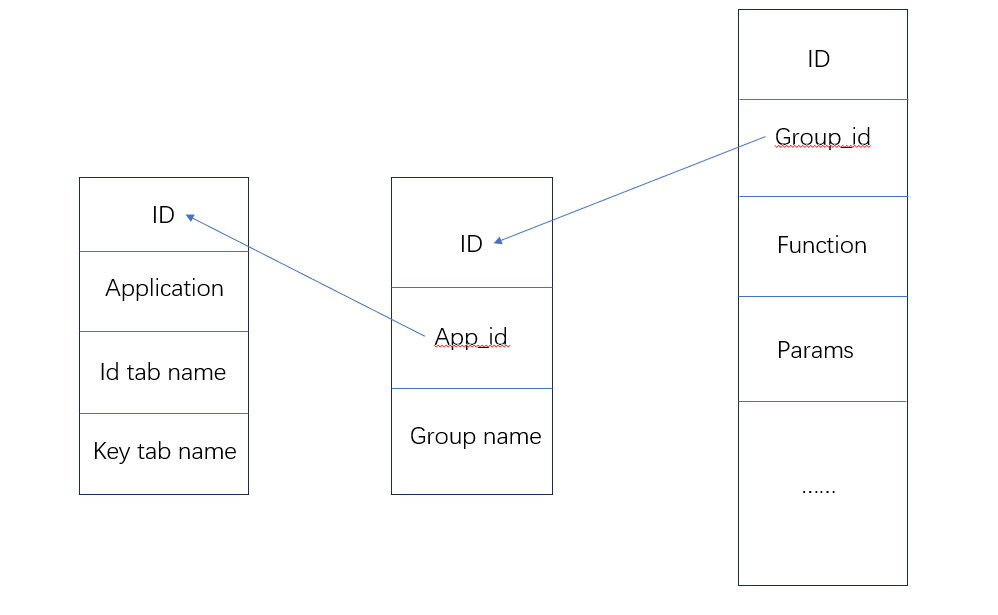 ID
Application
Id tab name
Key tab name
ID
App_id
Group name
ID
Group_id
Function
Params
......